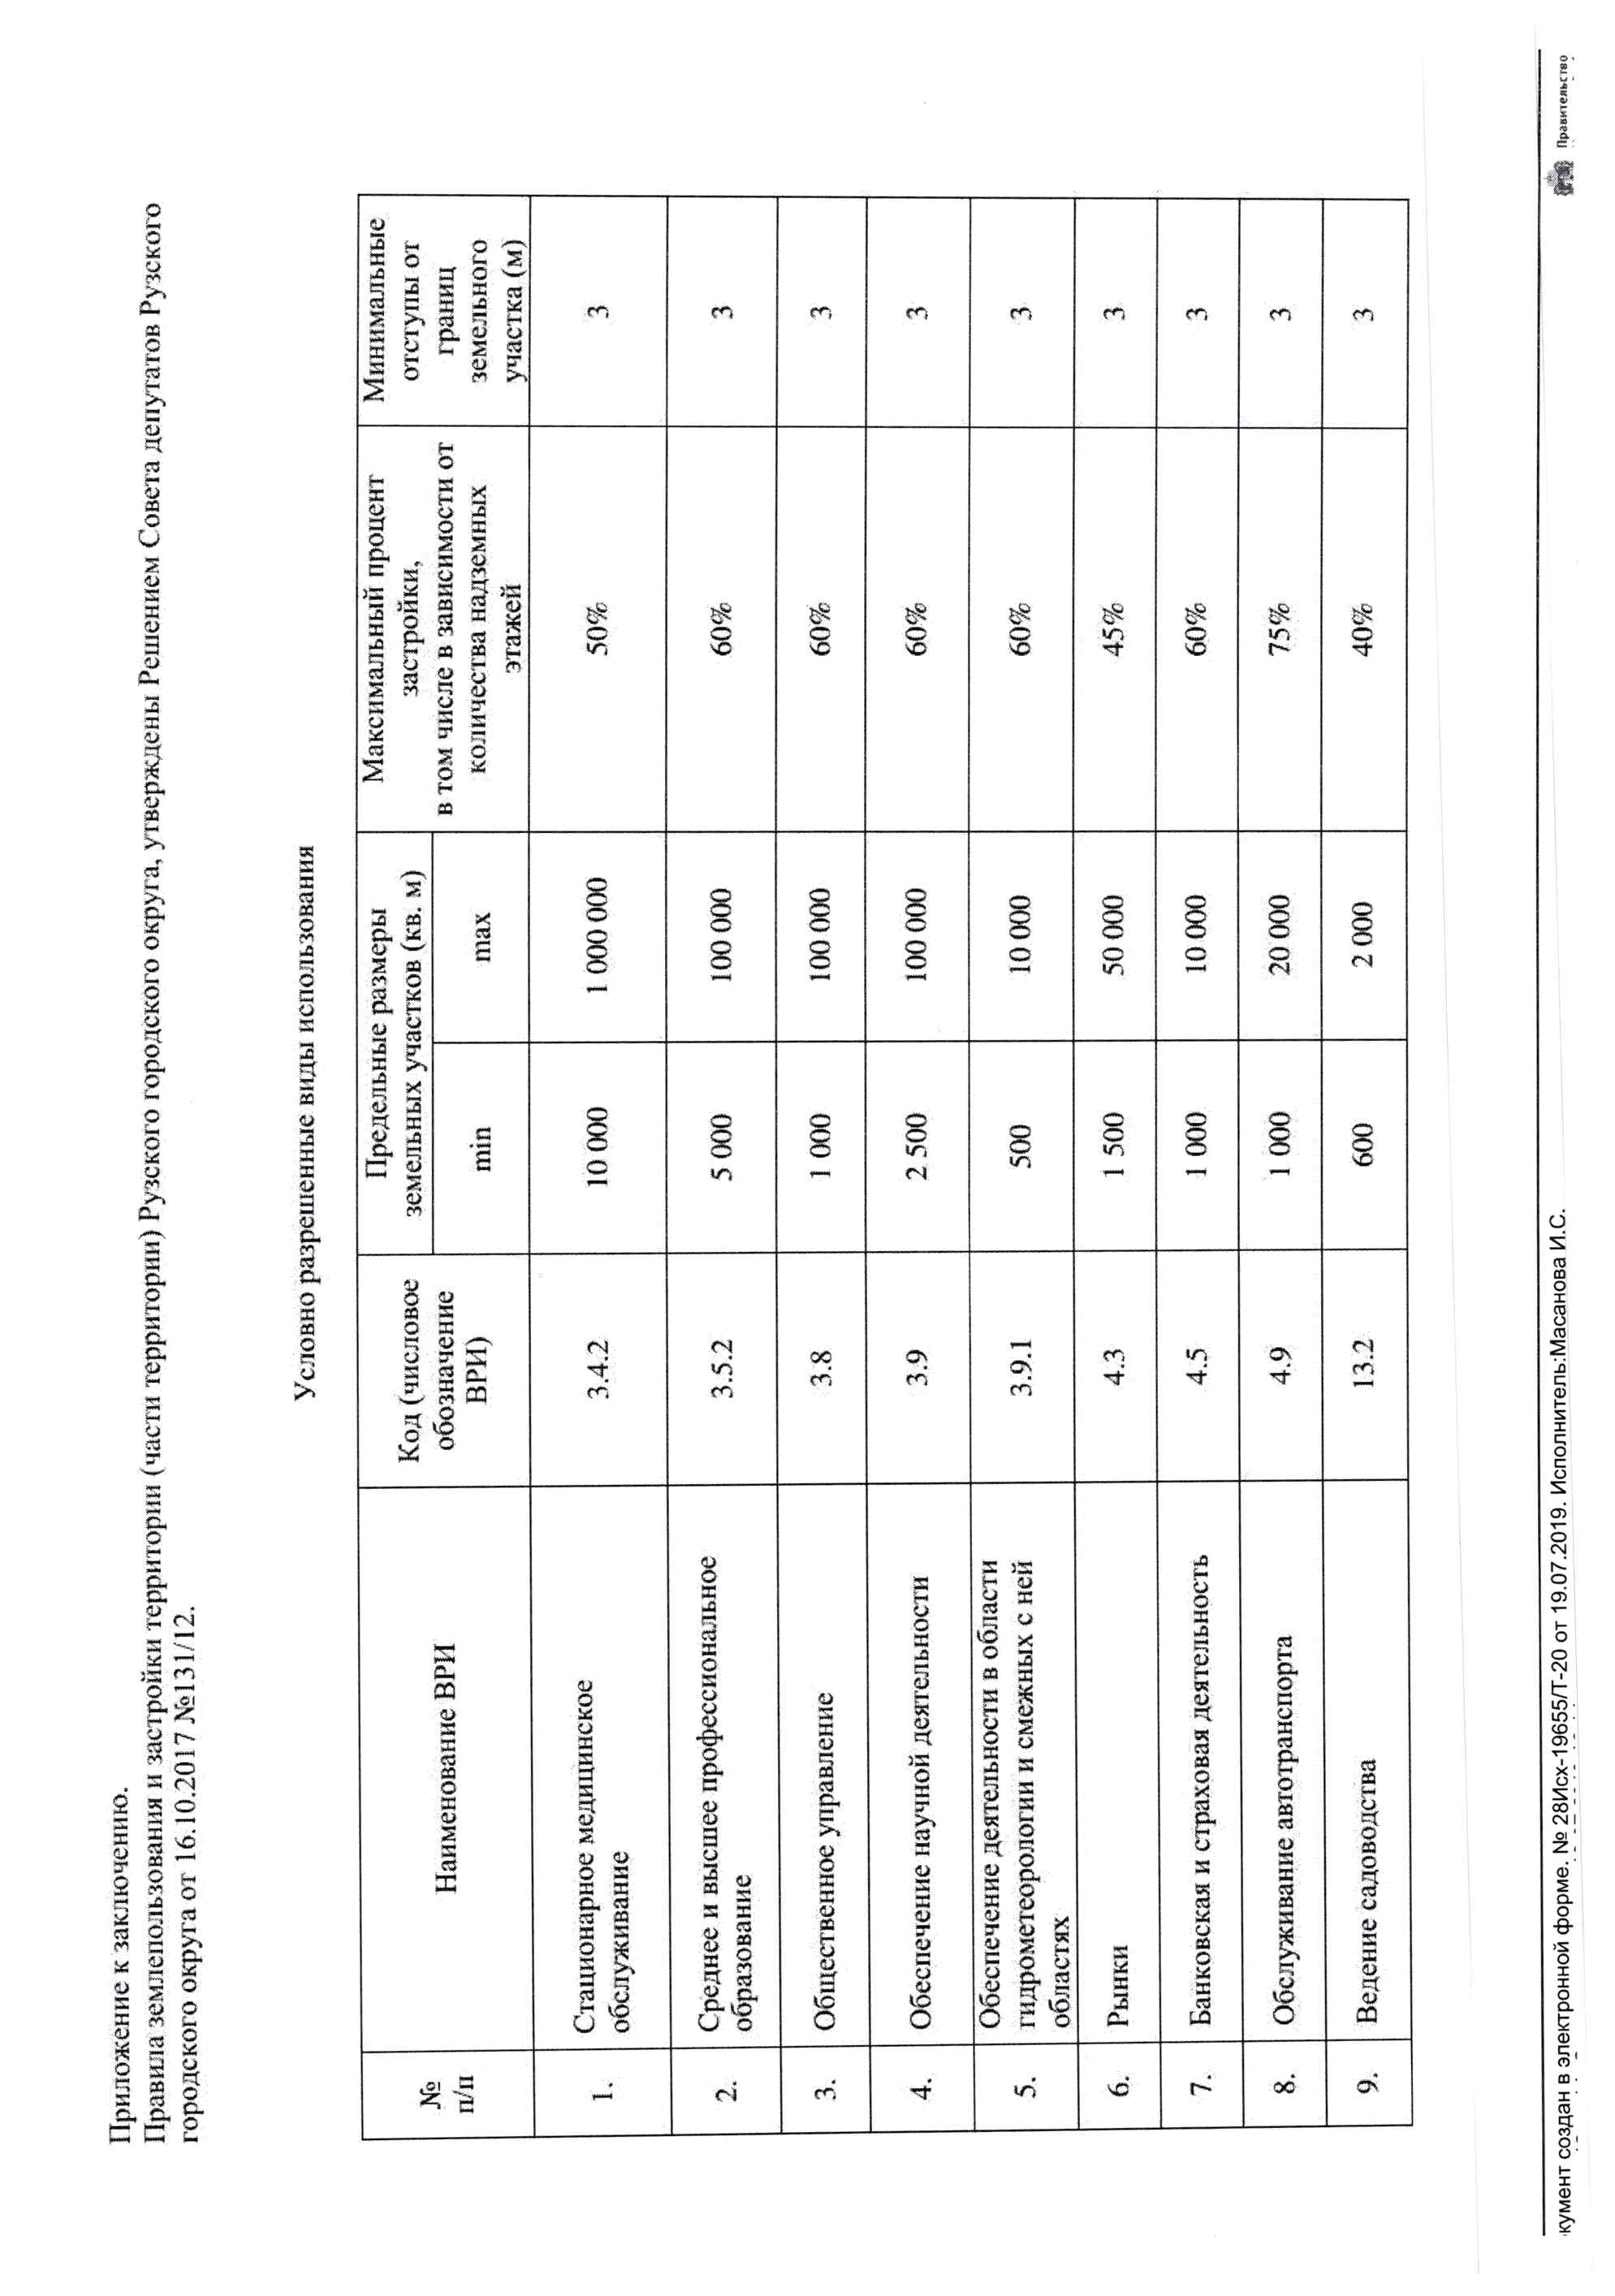 Приложение к заключению.
Правила землепользования и застройки территории (части территории) Рузского городского округа, утверждены Решением Совета депутатов Рузского
городского округа от 16.10.2017 №131/12.
Условно разрешенные виды использования
№
п/п
Наименование ВРИ
Код (числовое
обозначение
ВРИ)
Предельные размеры
земельных участков (кв. м)
min
max
Максимальный процент
застройки,
в том числе в зависимости от
количества надземных
этажей
Минимальные
отступы от
границ
земельного
участка (м)
1.
Стационарное медицинское
обслуживание
3.4.2
10 000
1 000 000
50%
3
2.
Среднее и высшее профессиональное
образование
3.5.2
5 000
100 000
60%
3
3.
Общественное управление
3.8
1 000
100 000
60%
3
4.
Обеспечение научной деятельности
3.9
2 500
100 000
60%
3
5.
Обеспечение деятельности в области
гидрометеорологии и смежных с ней
областях
3.9.1
500
10 000
60%
3
6.
Рынки
4.3
1 500
50 000
45%
3
7.
Банковская и страховая деятельность
4.5
1 000
10 000
60%
3
8.
Обслуживание автотранспорта
4.9
1 000
20 000
75%
3
9.
Ведение садоводства
13.2
600
2 000
40%
3
кумент создан в электронной форме. № 28Исх-19655/Т-20 от 19.07.2019. Исполнитель:Масанова И.С.
Правительство